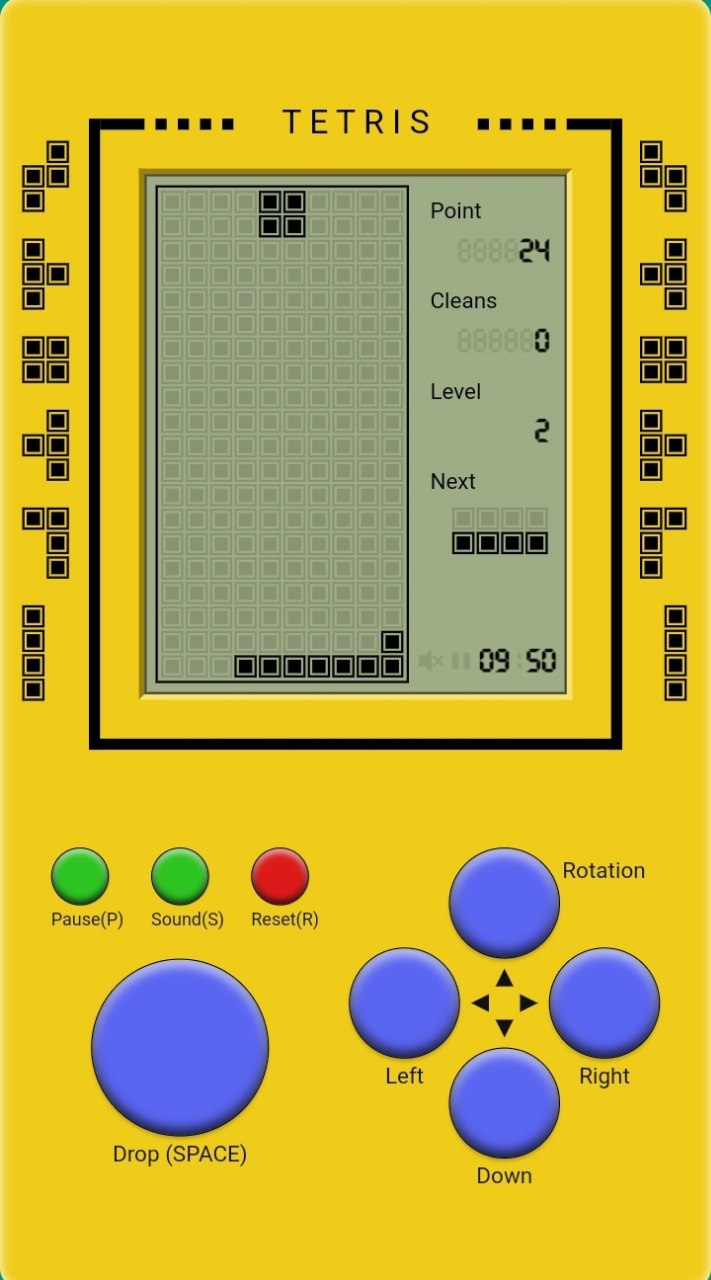 TETRIS
Point
24
Cleans
0
Level
2
Next
09:50
Rotation
Pause(P) Sound(S) Reset(R)
Left Right
Drop (SPACE)
Down